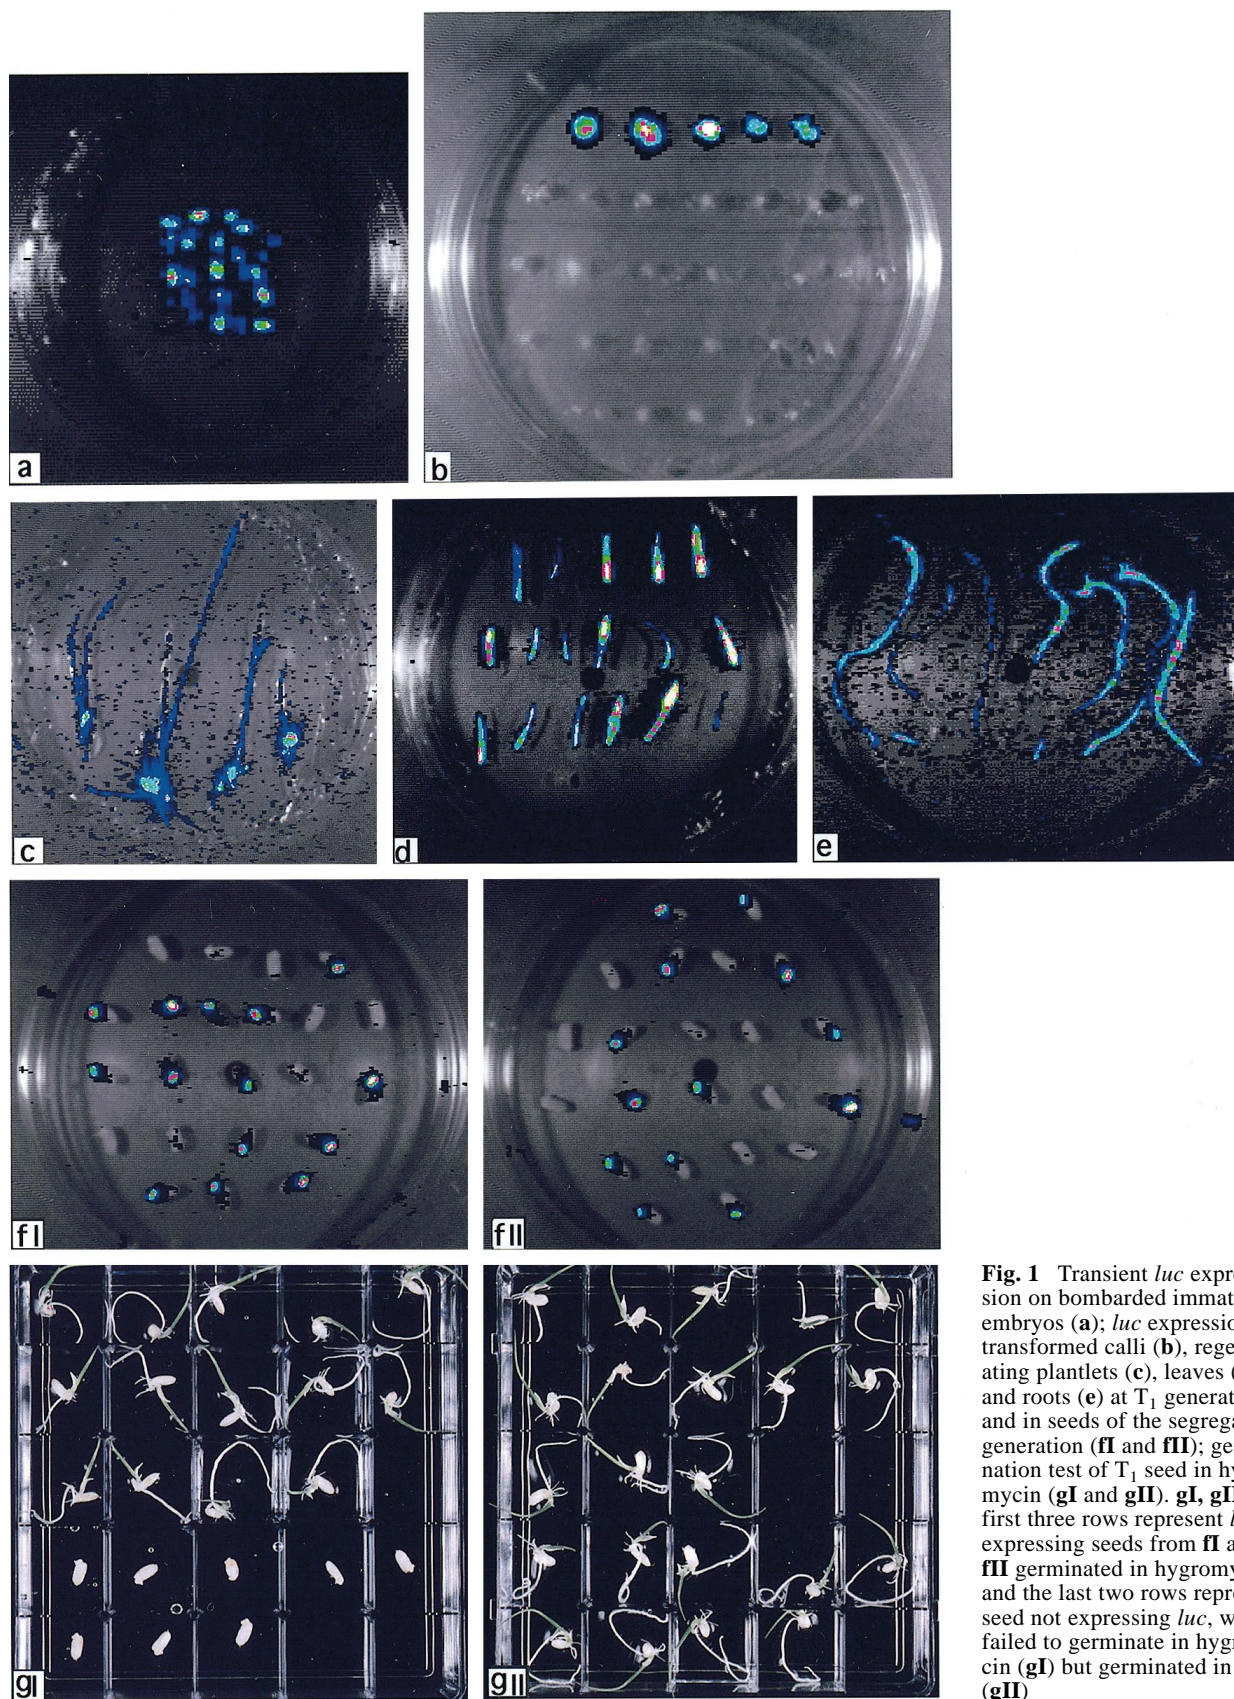 a
b
c
d
e
f I
f II
gI
gII
Fig. 1 Transient luc expres-
sion on bombarded immat
embryos (a); luc expressio
transformed calli (b), rege
ating plantlets (c), leaves (
and roots (e) at T1 generat
and in seeds of the segrega
generation (fI and fII); ge
nation test of T1 seed in hy
mycin (gI and gII). gI, gII
first three rows represent l
expressing seeds from fI a
fII germinated in hygromy
and the last two rows repre
seed not expressing luc, w
failed to germinate in hygr
cin (gI) but germinated in
(gII)